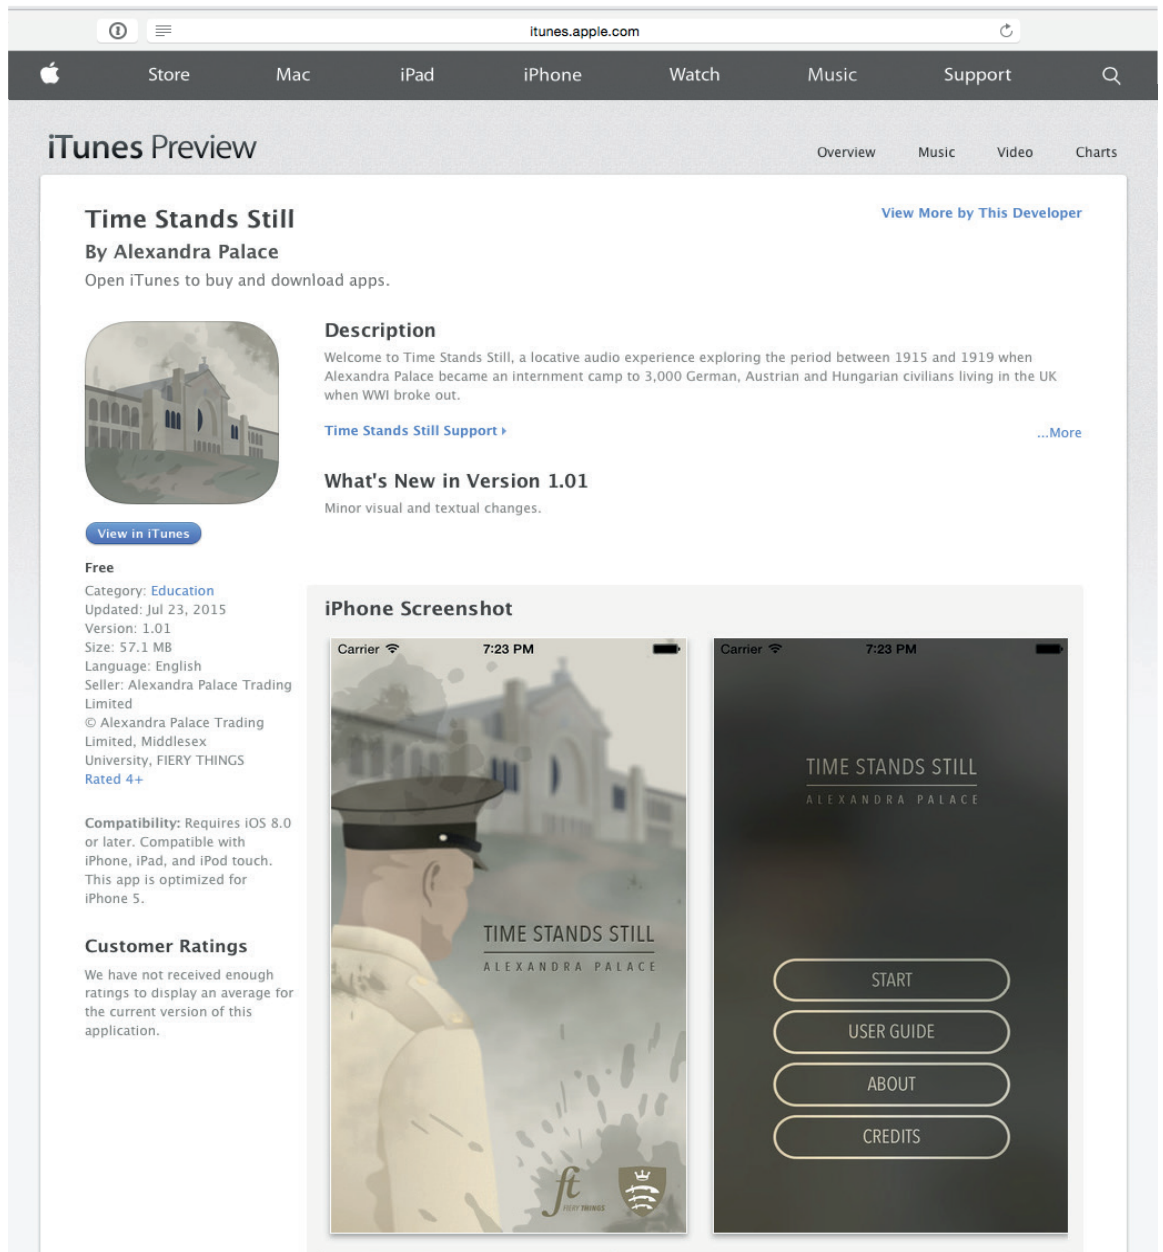 itunes.apple.com
Store Mac iPad iPhone Watch Music Support
iTunes Preview
Overview Music Video Charts
Time Stands Still
View More by This Developer
By Alexandra Palace
Open iTunes to buy and download apps.
Description
Welcome to Time Stands Still, a locative audio experience exploring the period between 1915 and 1919 when
Alexandra Palace became an internment camp to 3,000 German, Austrian and Hungarian civilians living in the UK
when WWI broke out.
Time Stands Still Support
...More
What's New in Version 1.01
Minor visual and textual changes.
View in iTunes
Free
Category: Education
Updated: Jul 23, 2015
Version: 1.01
Size: 57.1 MB
Language: English
Seller: Alexandra Palace Trading
Limited
© Alexandra Palace Trading
Limited, Middlesex
University, FIERY THINGS
Rated 4+
Compatibility: Requires iOS 8.0
or later. Compatible with
iPhone, iPad, and iPod touch.
This app is optimized for
iPhone 5.
Customer Ratings
We have not received enough
ratings to display an average for
the current version of this
application.
iPhone Screenshot
Carrier 7:23 PM
TIME STANDS STILL
ALEXANDRA PALACE
ft
FIERY THINGS
Carrier 7:23 PM
TIME STANDS STILL
ALEXANDRA PALACE
START
USER GUIDE
ABOUT
CREDITS